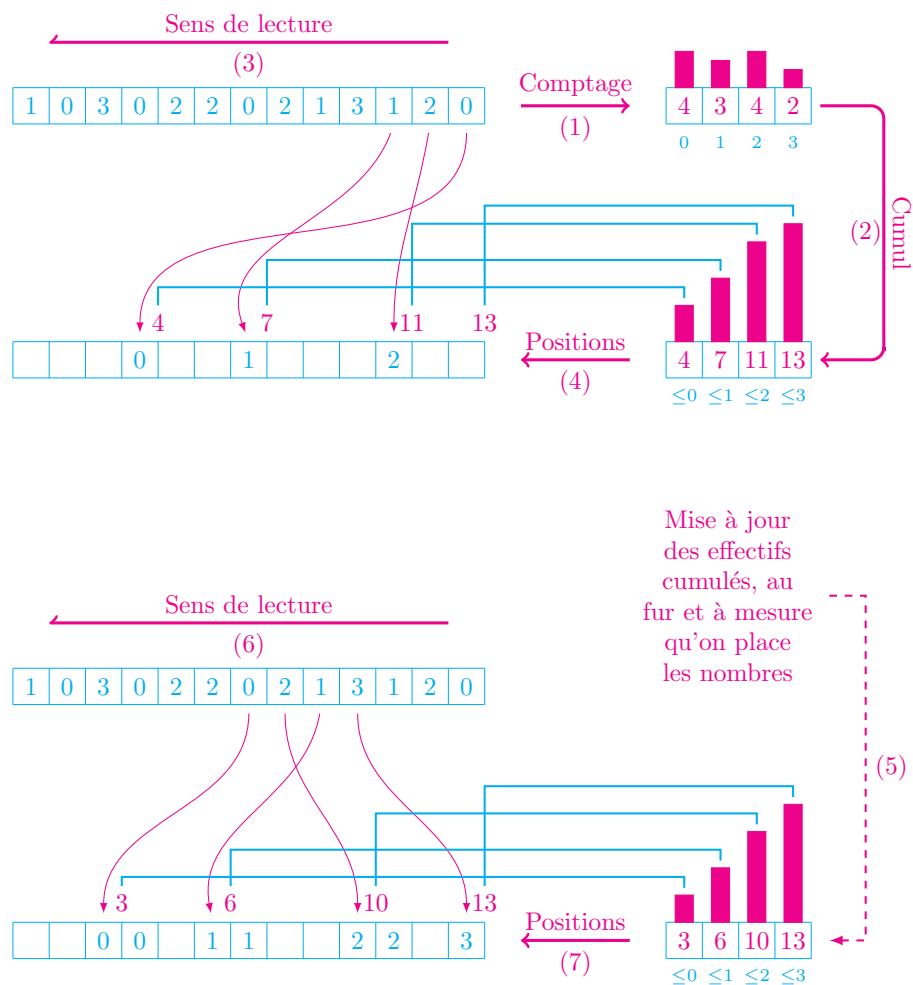 Sens de lecture
(3)
1 0 3 0 2 2 0 2 1 3 1 2 0
Comptage
(1)
4 3 4 2
0 1 2 3
(2)
Cumul
4 7 11 13
0 1 2
Positions
(4)
4 7 11 13
≤0 ≤1 ≤2 ≤3
Mise à jour
des effectifs
cumulés, au
fur et à mesure
qu'on place
les nombres
(5)
Sens de lecture
(6)
1 0 3 0 2 2 0 2 1 3 1 2 0
3 6 10 13
0 0 1 1 2 2 3
Positions
(7)
3 6 10 13
≤0 ≤1 ≤2 ≤3